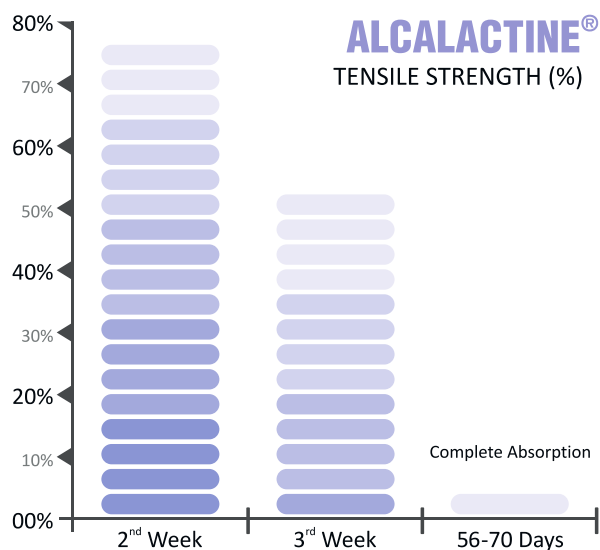 ALCALACTINE®
TENSILE STRENGTH (%)
80%
70%
60%
50%
40%
30%
20%
10%
00%
Complete Absorption
2nd Week
3rd Week
56-70 Days